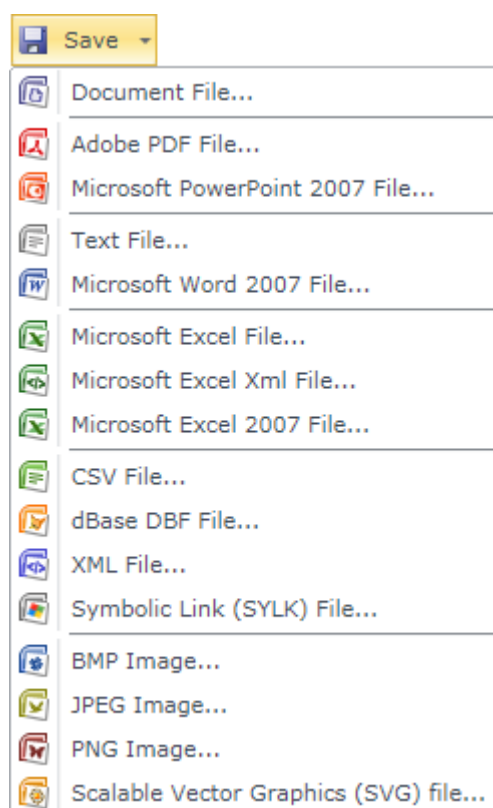 Save
Document File...
Adobe PDF File...
Microsoft PowerPoint 2007 File...
Text File...
Microsoft Word 2007 File...
Microsoft Excel File...
Microsoft Excel Xml File...
Microsoft Excel 2007 File...
CSV File...
dBase DBF File...
XML File...
Symbolic Link (SYLK) File...
BMP Image...
JPEG Image...
PNG Image...
Scalable Vector Graphics (SVG) file...